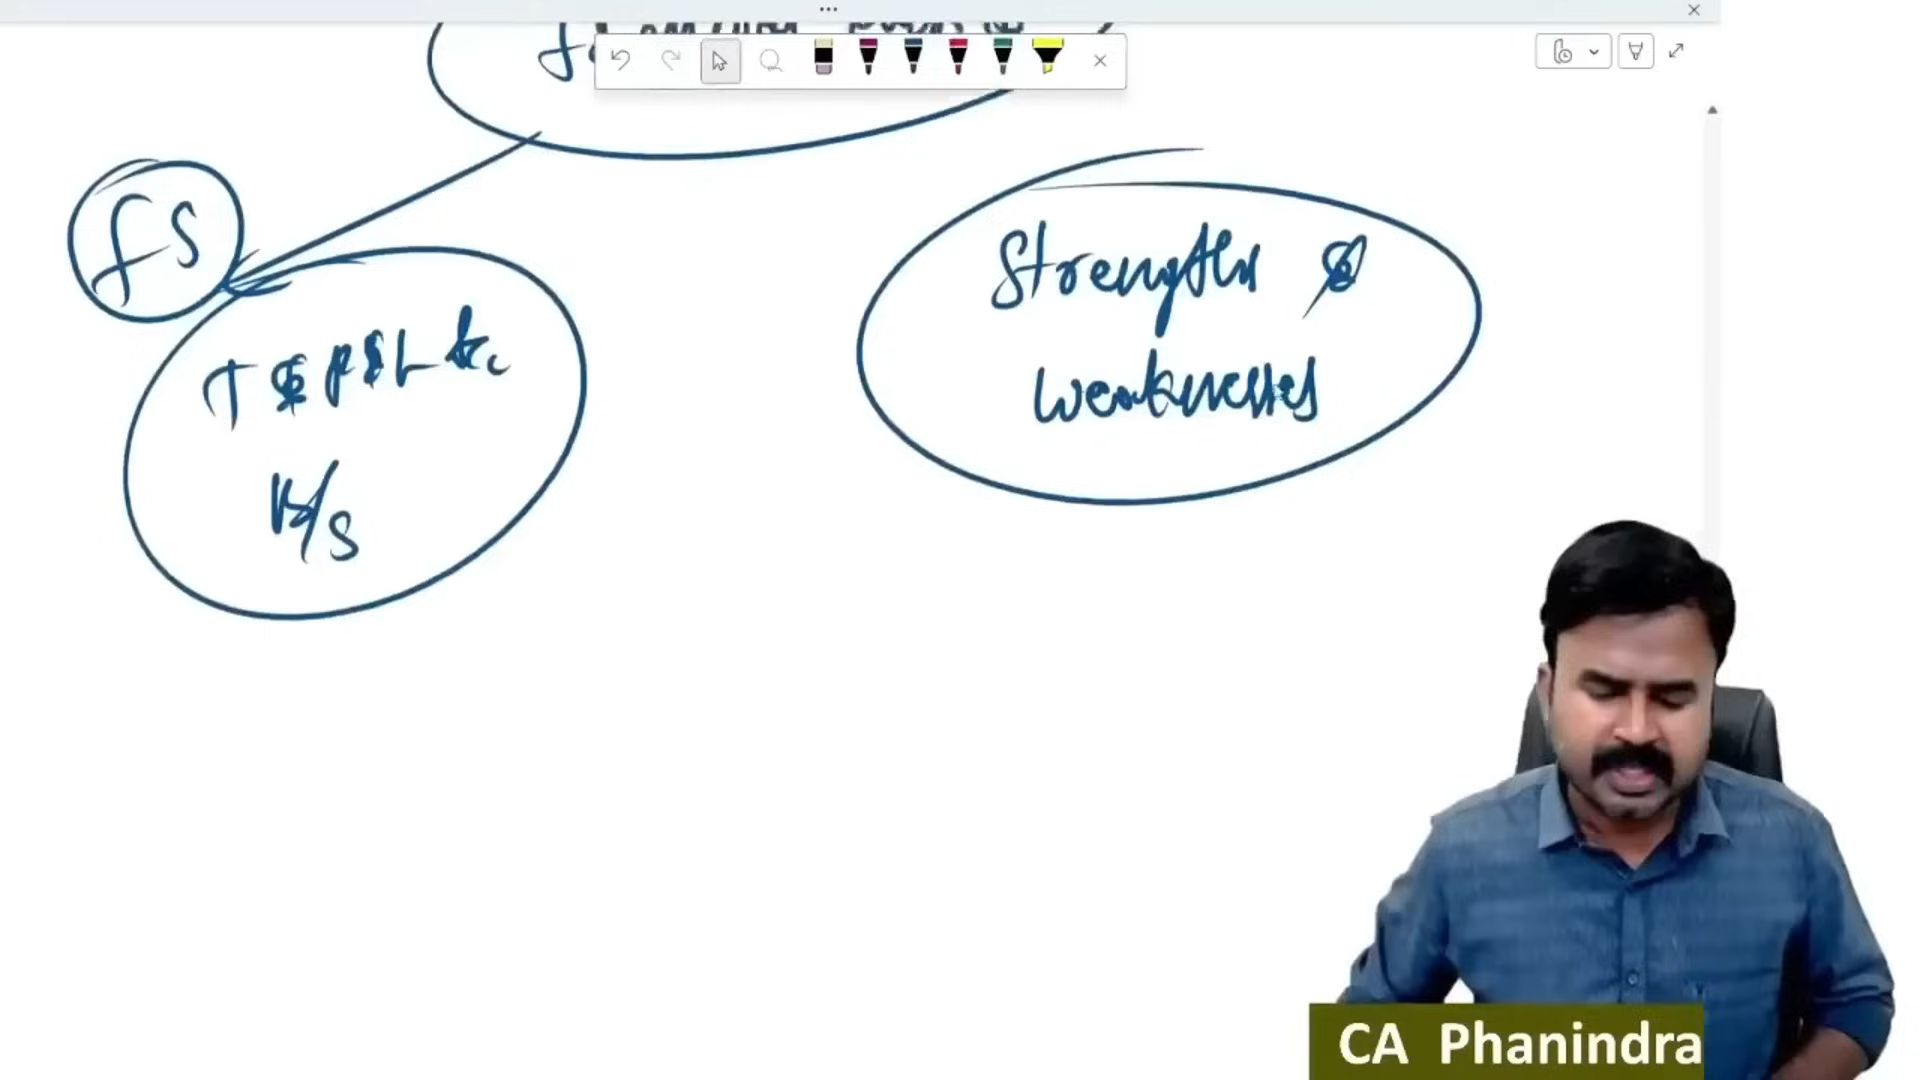 FS
T & P & L A/c
B/S
Strengths &
Weaknesses
CA Phanindra